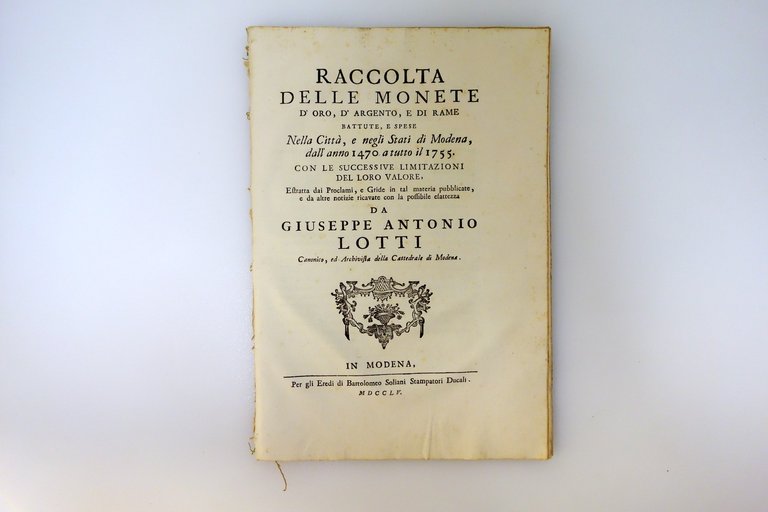 RACCOLTA
DELLE MONETE
D' ORO, D' ARGENTO, E DI RAME
BATTUTE, E SPESE
Nella Città, e negli Stati di Modena,
dall' anno 1470 a tutto il 1755.
CON LE SUCCESSIVE LIMITAZIONI
DEL LORO VALORE,
Eſtratta dai Proclami, e Gride in tal materia pubblicate,
e da altre notizie ricavate con la poſſibile eſattezza
DA
GIUSEPPE ANTONIO
LOTTI
Canonico, ed Archiviſta della Cattedrale di Modena.
IN MODENA,
Per gli Eredi di Bartolomeo Soliani Stampatori Ducali.
MDCCLV.